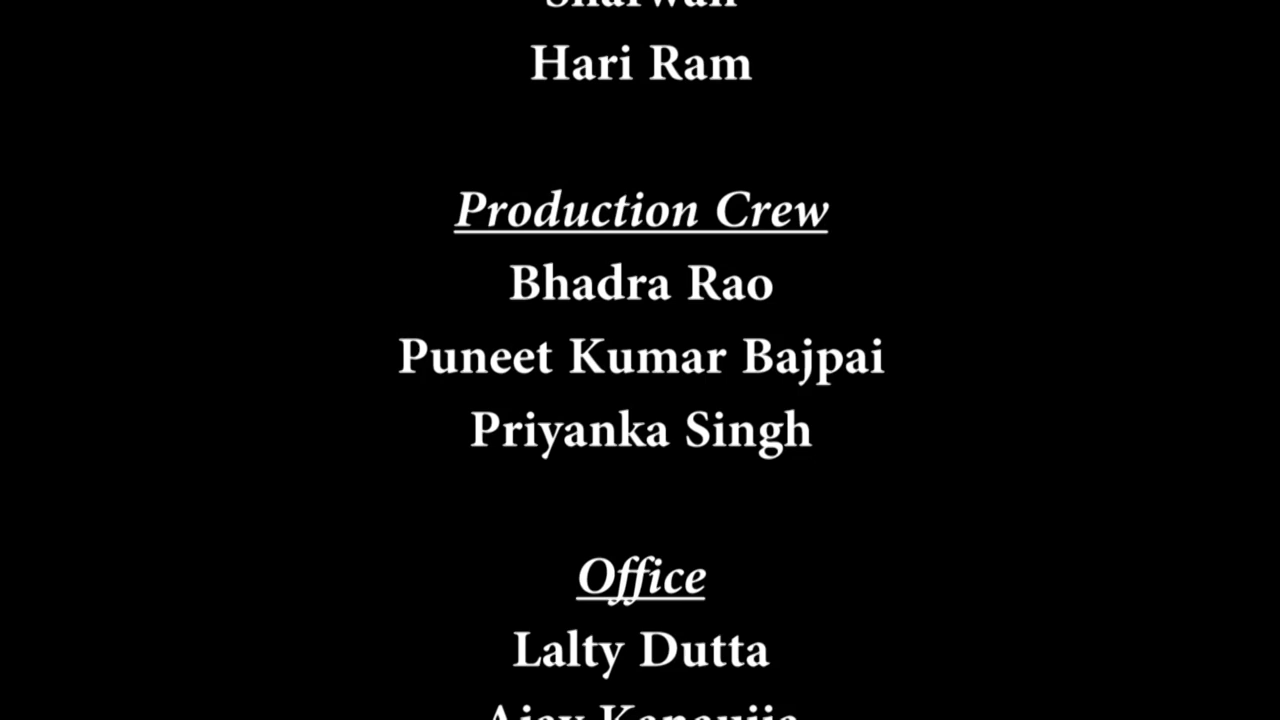 Hari Ram
Production Crew
Bhadra Rao
Puneet Kumar Bajpai
Priyanka Singh
Office
Lalty Dutta